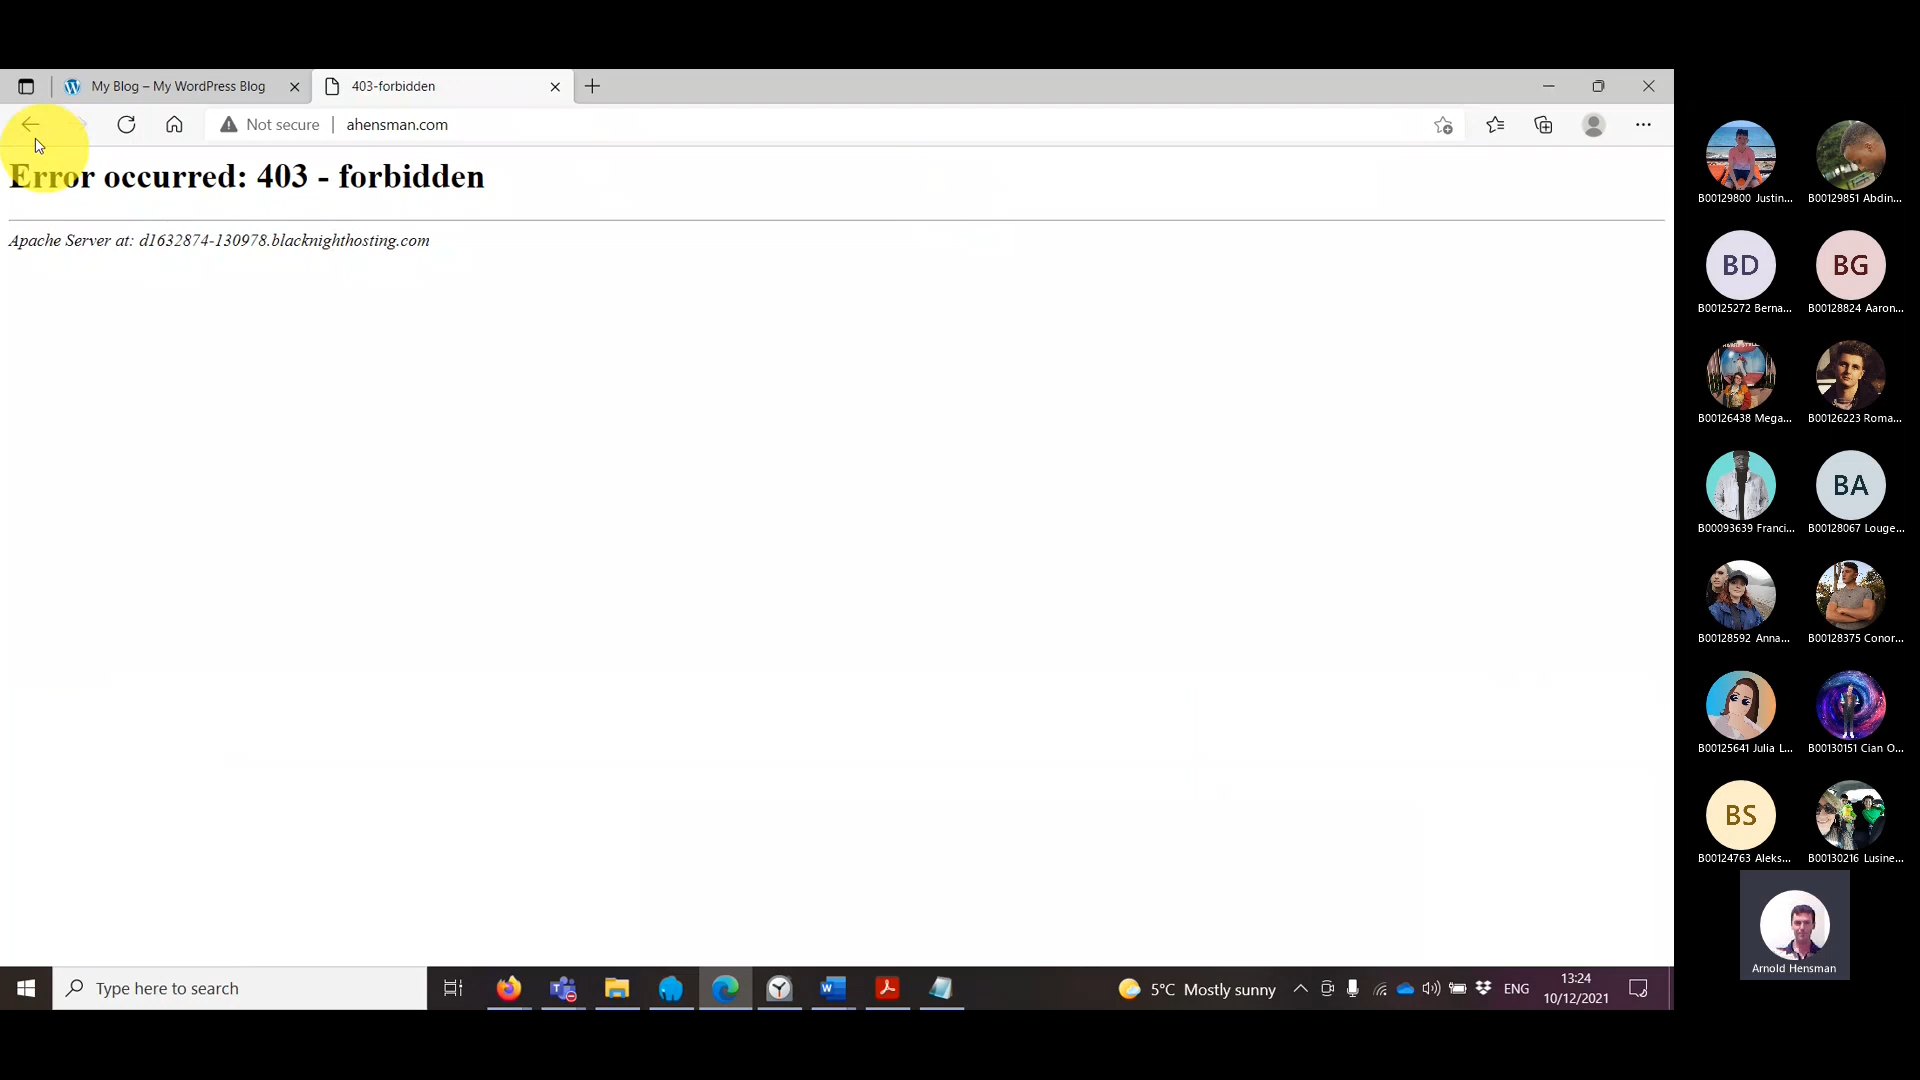 My Blog – My WordPress Blog
403-forbidden
Not secure
ahensman.com
Error occurred: 403 - forbidden
Apache Server at: d1632874-130978.blacknighthosting.com
B00129800 Justin...
B00129851 Abdin...
BD
BG
B00125272 Berna...
B00128824 Aaron...
B00126438 Mega...
B00126223 Roma...
BA
B00093639 Franci...
B00128067 Louge...
B00128592 Anna...
B00128375 Conor...
B00125641 Julia L...
B00130151 Cian O...
BS
B00124763 Aleks...
B00130216 Lusine...
Arnold Hensman
Type here to search
5°C Mostly sunny
ENG
13:24
10/12/2021